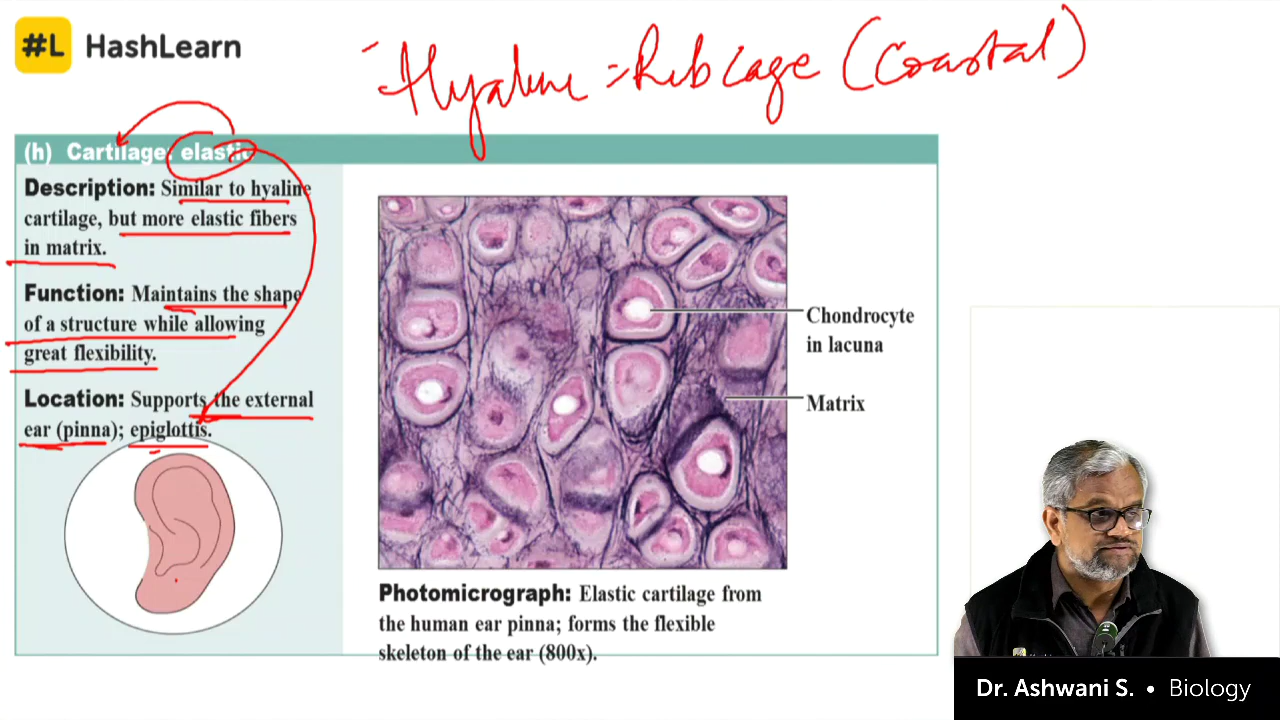 #L HashLearn
-Hyaline = Rib cage (Coastal)
(h) Cartilage: elastic
Description: Similar to hyaline
cartilage, but more elastic fibers
in matrix.
Function: Maintains the shape
of a structure while allowing
great flexibility.
Location: Supports the external
ear (pinna); epiglottis.
Chondrocyte
in lacuna
Matrix
Photomicrograph: Elastic cartilage from
the human ear pinna; forms the flexible
skeleton of the ear (800x).
Dr. Ashwani S. • Biology